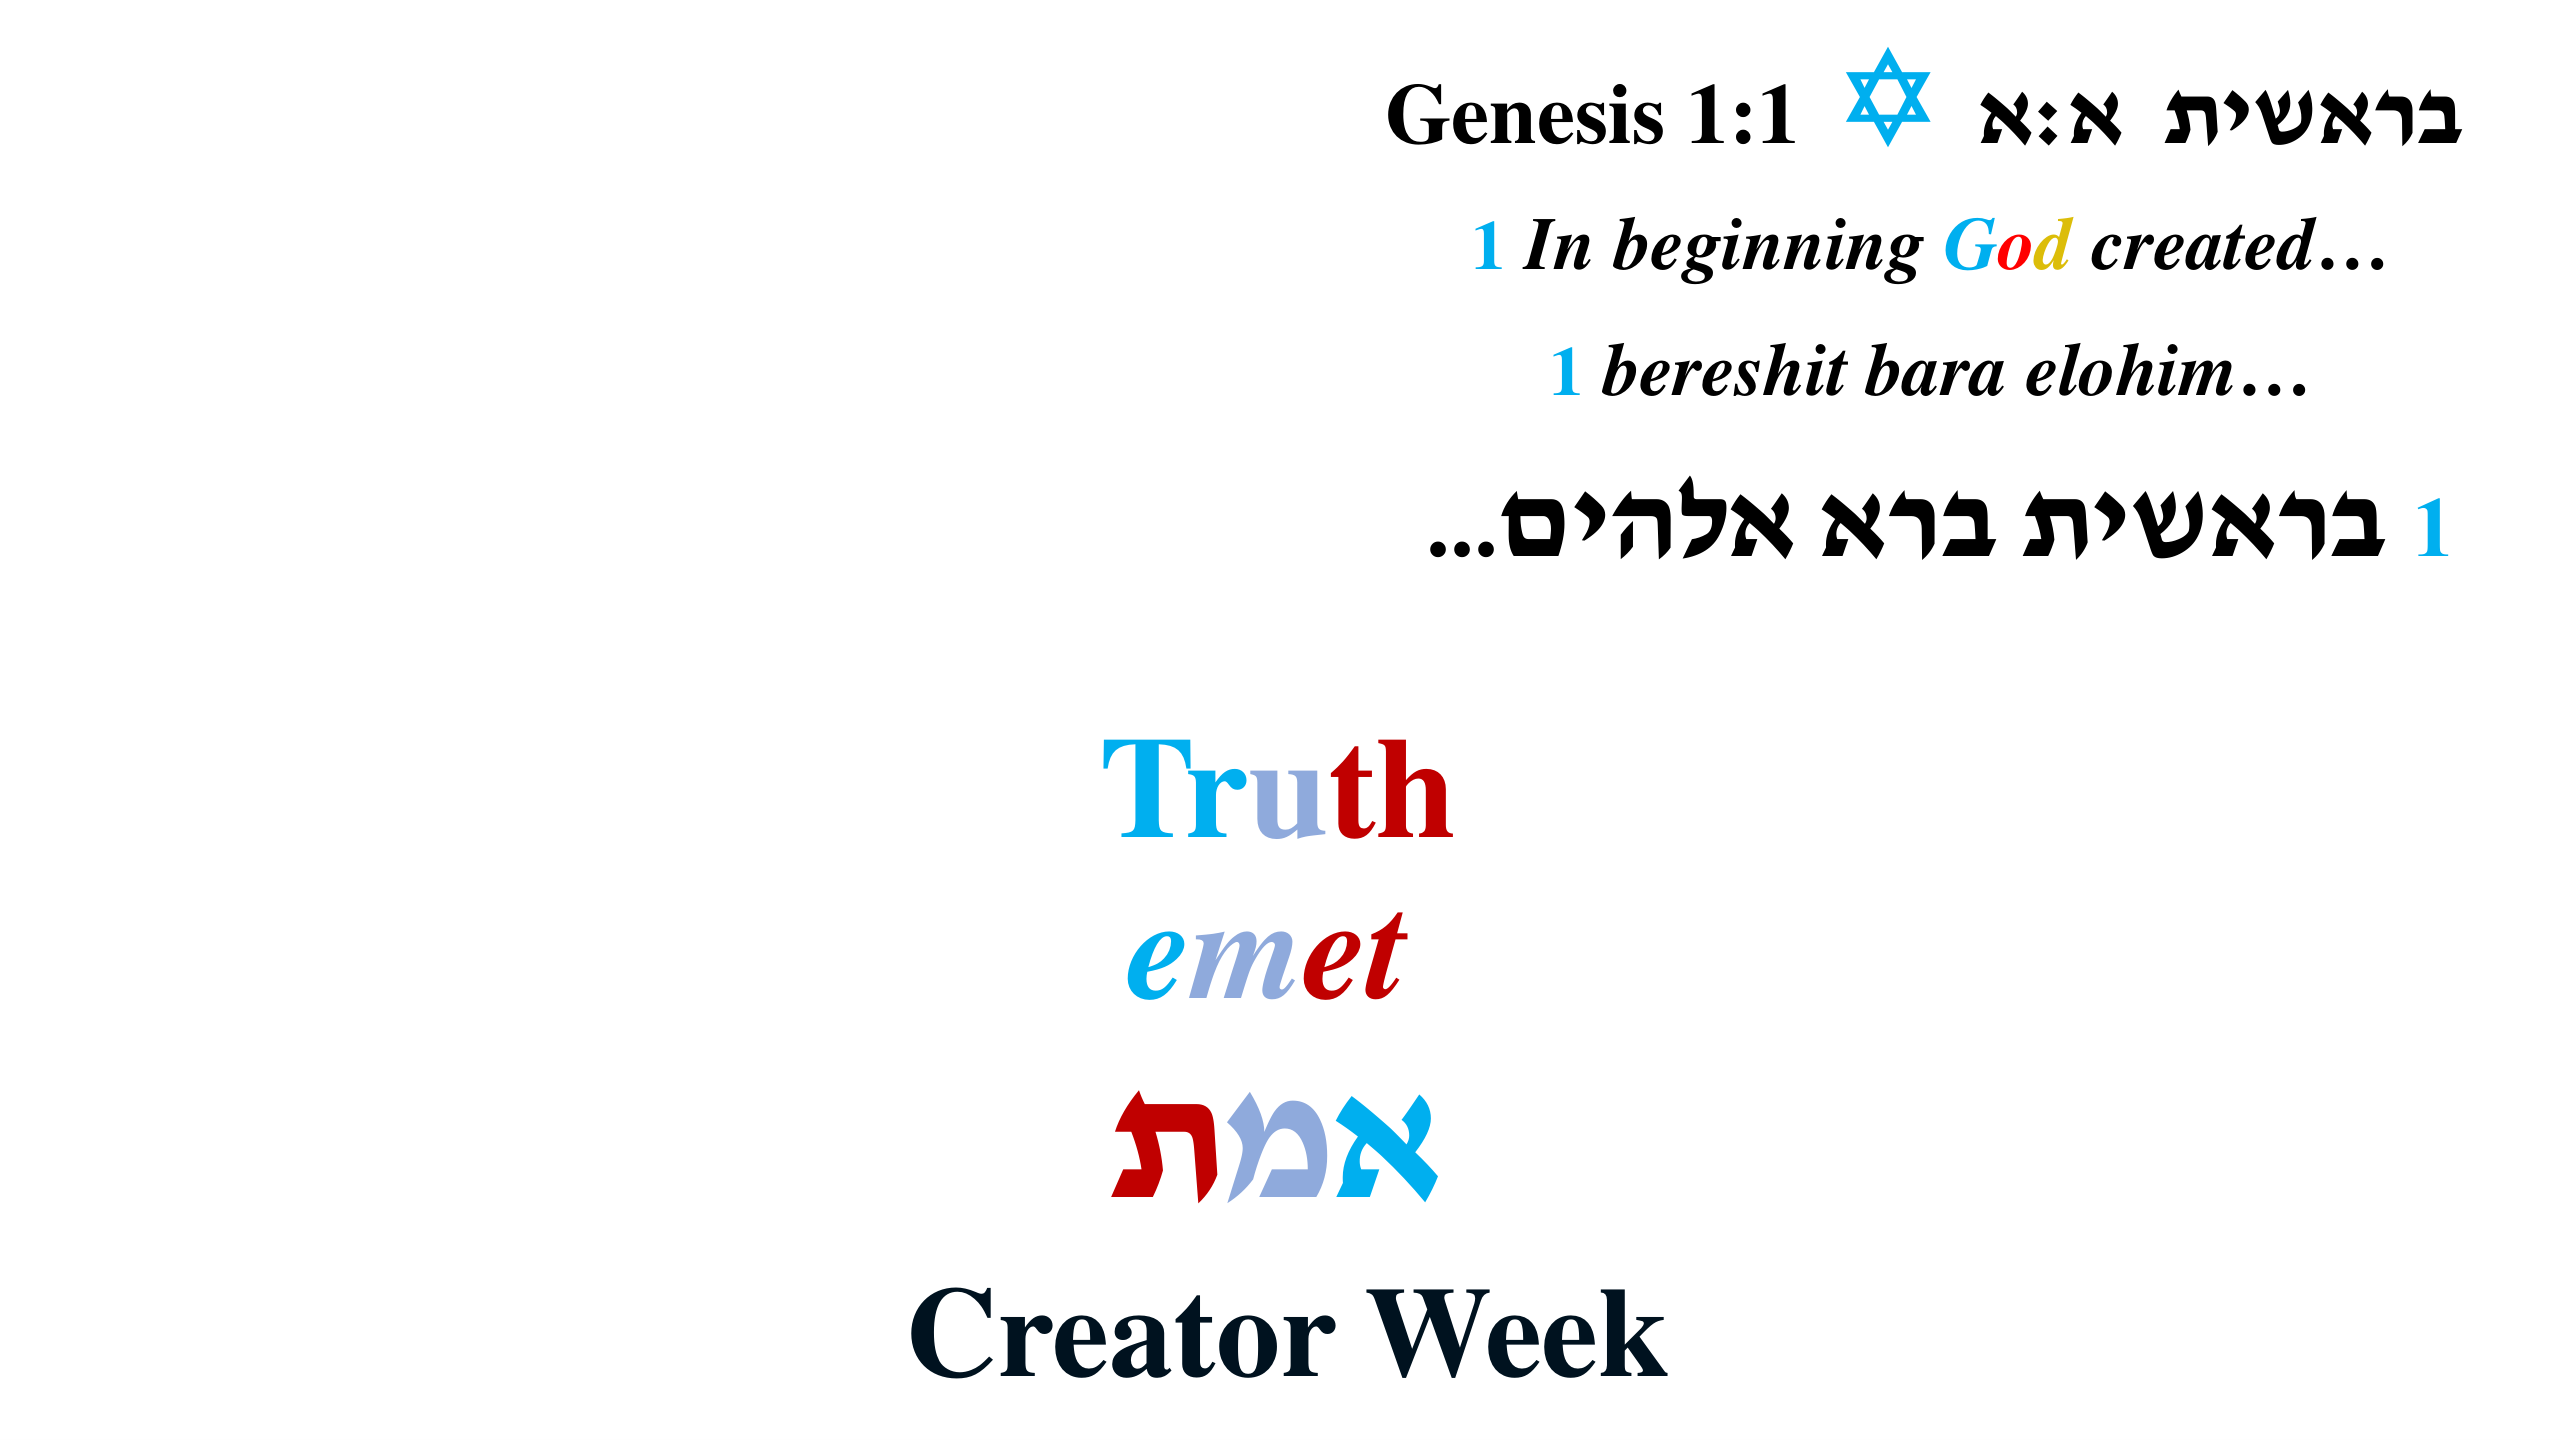 Genesis 1:1 ✡ בראשית א:א
1 In beginning God created…
1 bereshit bara elohim…
1 בראשית ברא אלהים...
Truth
emet
אמת
Creator Week